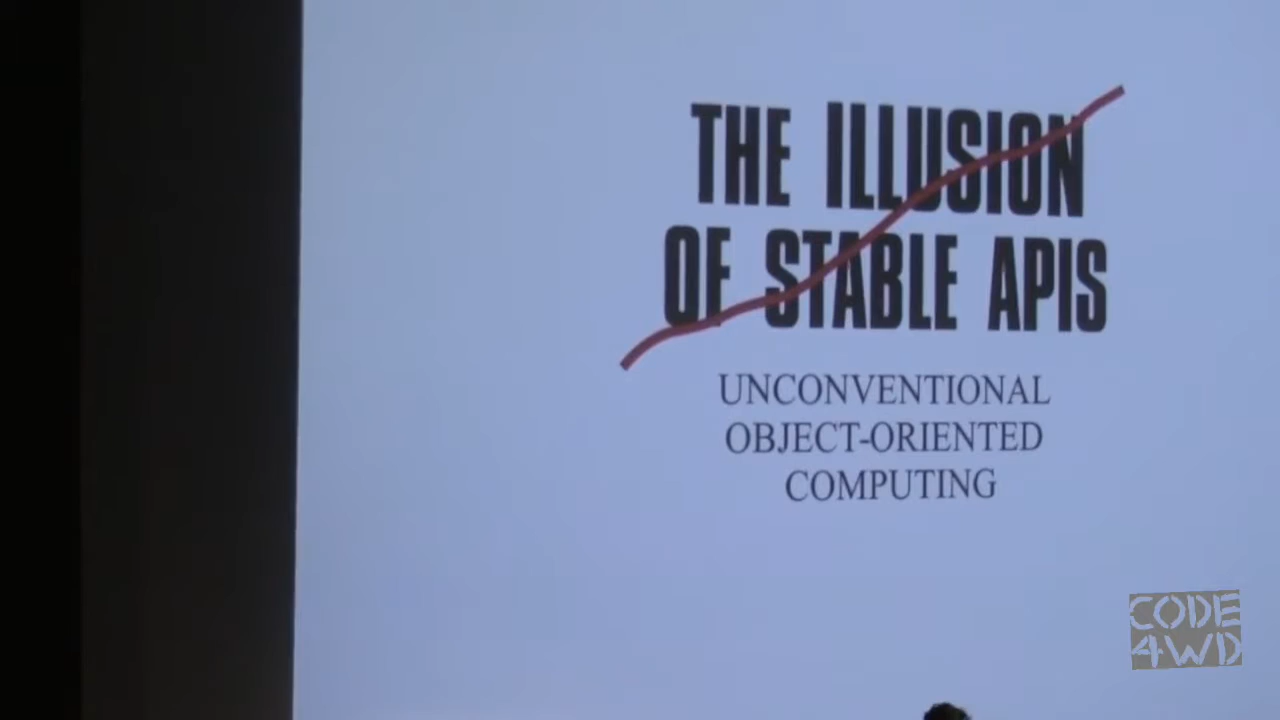 THE ILLUSION
OF STABLE APIS
UNCONVENTIONAL
OBJECT-ORIENTED
COMPUTING
CODE
4WD